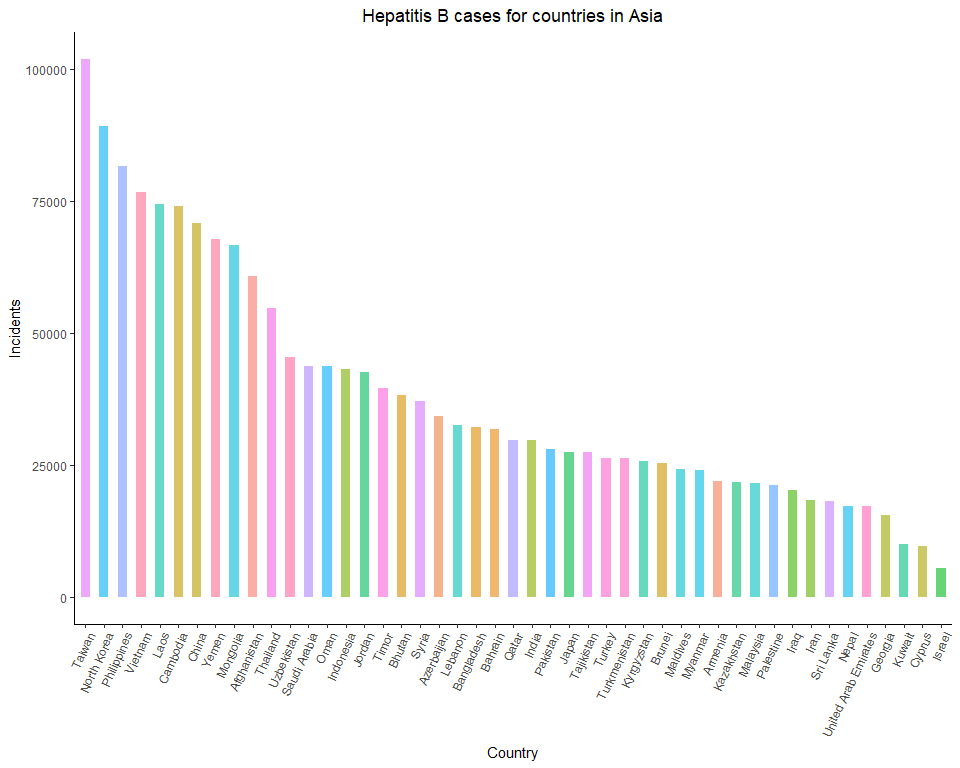 Hepatitis B cases for countries in Asia
Incidents
100000
75000
50000
25000
0
Taiwan
North Korea
Philippines
Vietnam
Laos
Cambodia
China
Yemen
Mongolia
Afghanistan
Thailand
Uzbekistan
Saudi Arabia
Oman
Indonesia
Jordan
Timor
Bhutan
Syria
Azerbaijan
Lebanon
Bangladesh
Bahrain
Qatar
India
Pakistan
Japan
Tajikistan
Turkey
Turkmenistan
Kyrgyzstan
Brunei
Maldives
Myanmar
Armenia
Kazakhstan
Malaysia
Palestine
Iraq
Iran
Sri Lanka
Nepal
United Arab Emirates
Georgia
Kuwait
Cyprus
Israel
Country